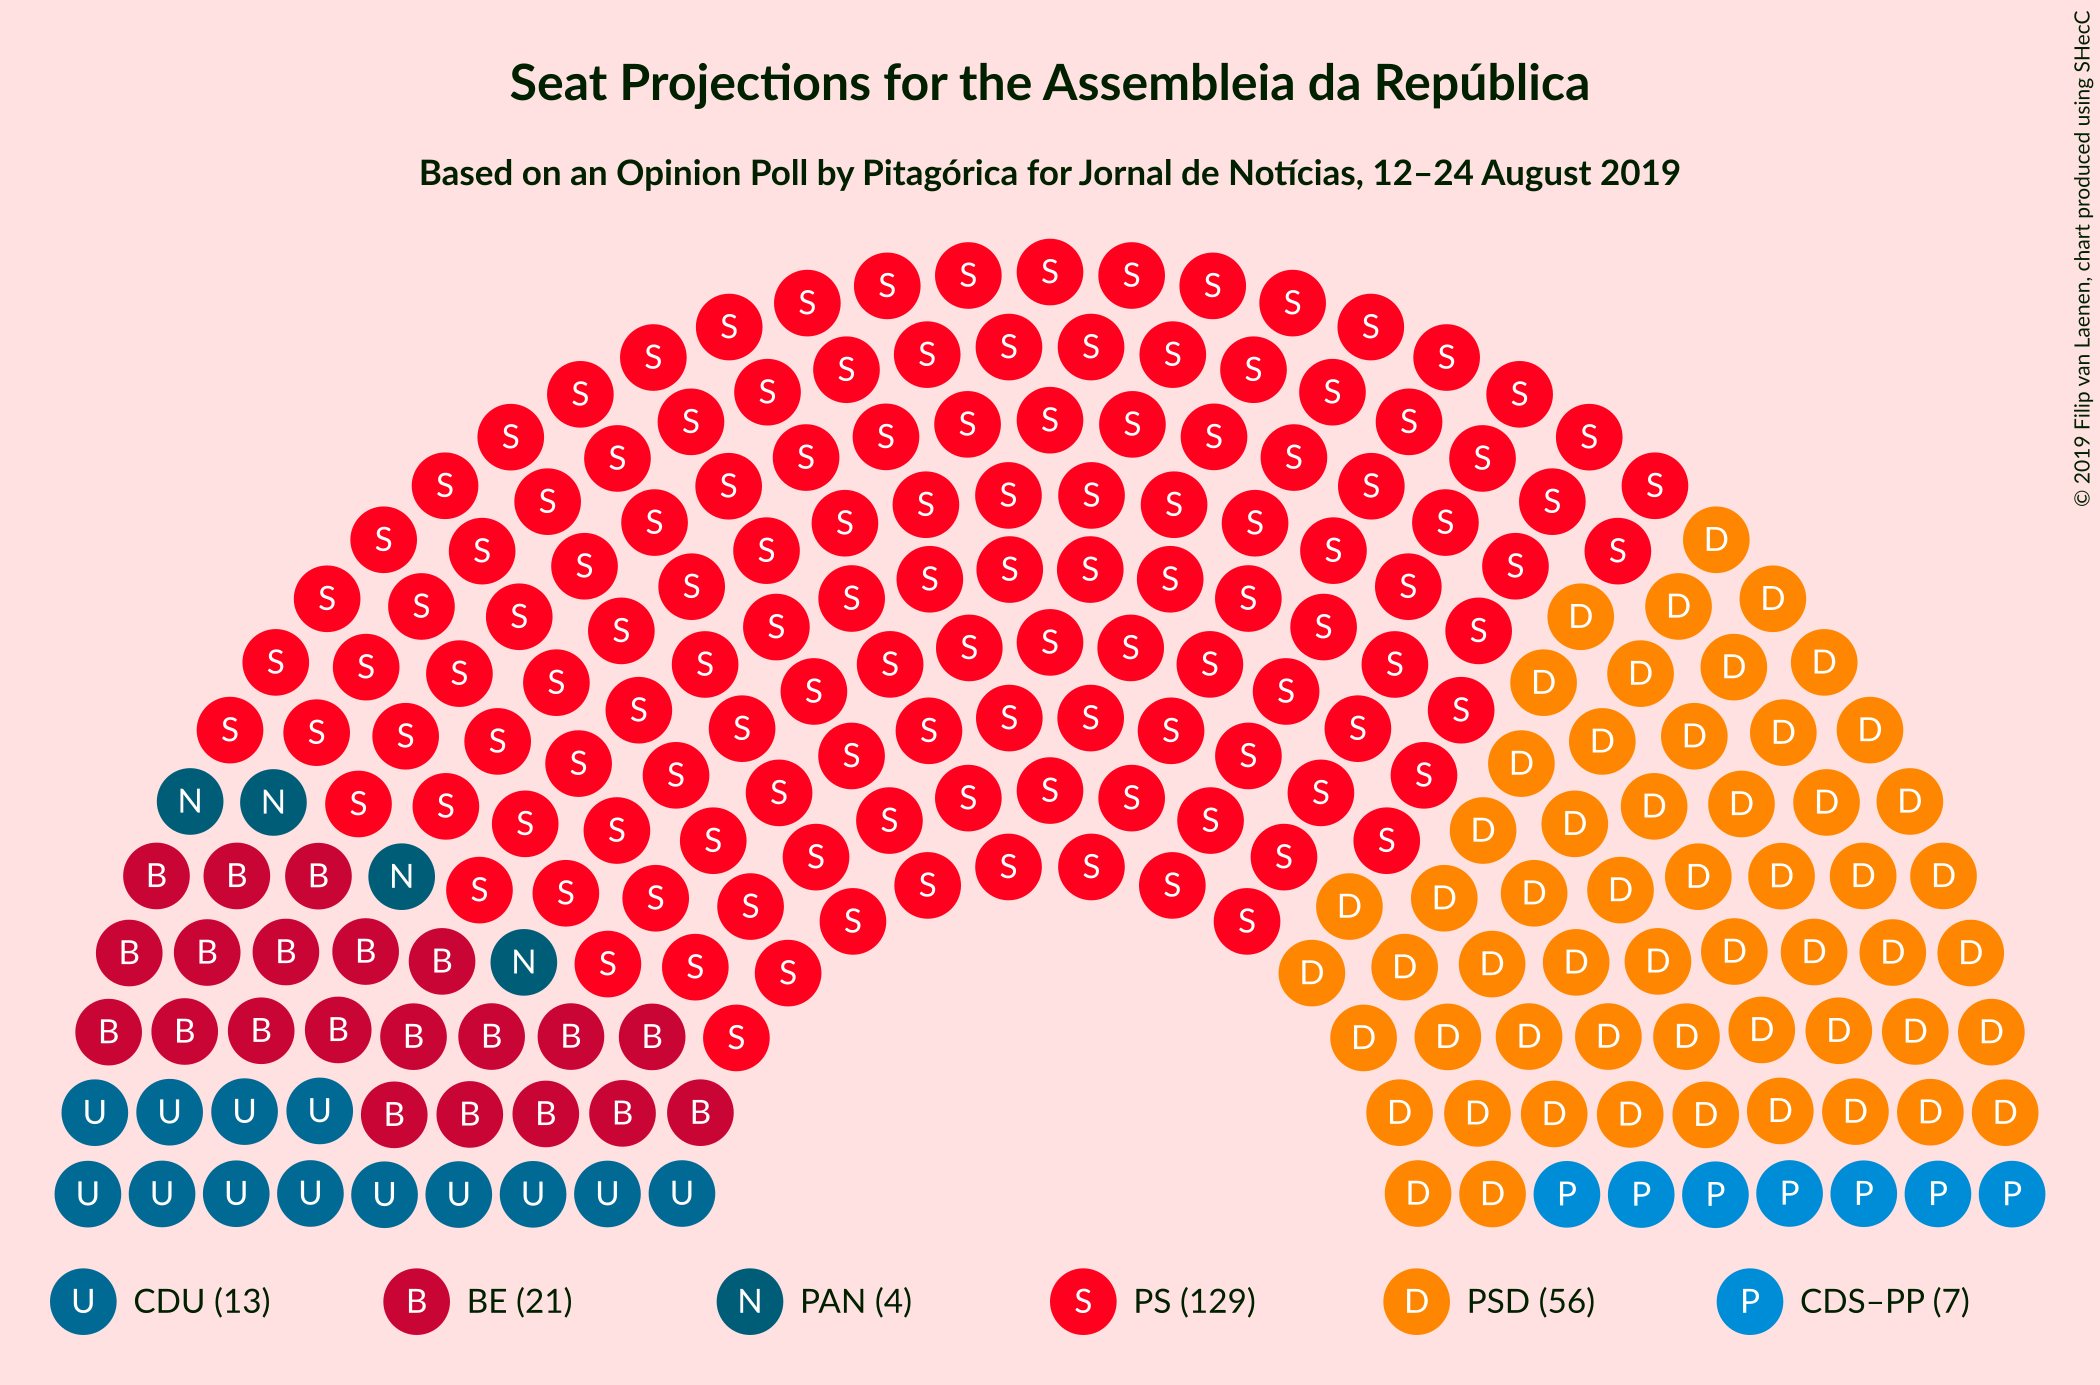 Seat Projections for the Assembleia da República
Based on an Opinion Poll by Pitagórica for Jornal de Notícias, 12–24 August 2019
© 2019 Filip van Laenen, chart produced using SHecC
S S S S S S S S S
S S S S S S S S S S
S S S S S S S S S S S S
S S S S S S S S S S
S S S S S S S S S S S S
S S S S S S S S S S D
S S S S S S S S S S D D D
S S S S S S S S S S S S D D D D
S S S S S S S S S S S S S D D D D
N N S S S S S S S S S S S S D D D D D D
B B B N S S S S S S S S S S D D D D D D D D
B B B B B N S S S S D D D D D D D D D
B B B B B B B B S D D D D D D D D D
U U U U B B B B B D D D D D D D D D
U U U U U U U U U D D P P P P P P P
U CDU (13) B BE (21) N PAN (4) S PS (129) D PSD (56) P CDS–PP (7)